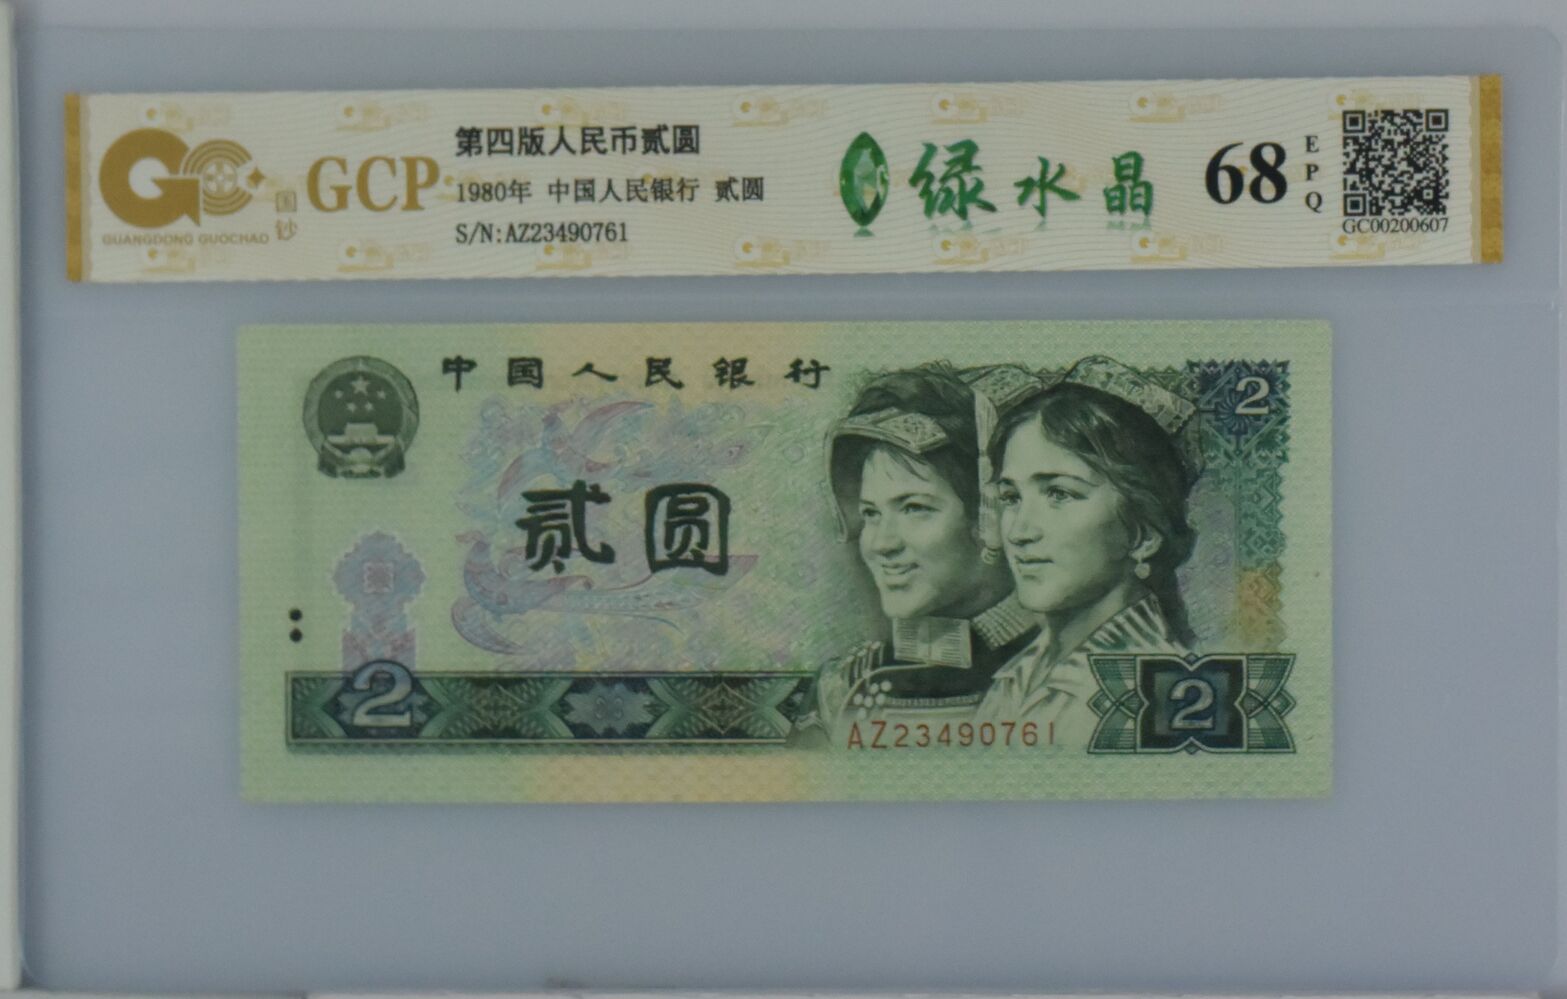 GUANGDONG GUOCHAO
国钞
GCP
第四版人民币贰圆
1980年 中国人民银行 贰圆
S/N:AZ23490761
绿水晶
68
EPQ
GC00200607
中国人民银行
2
贰圆
2
AZ23490761
2